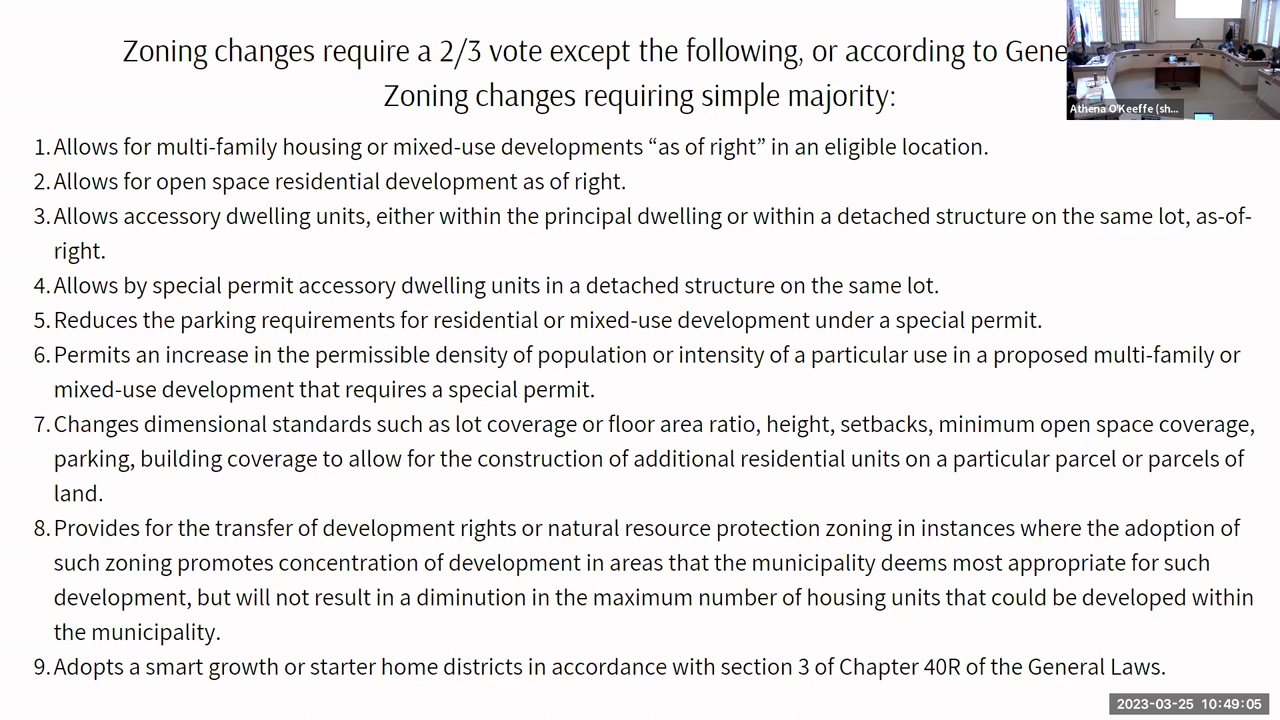 Zoning changes require a 2/3 vote except the following, or according to Gene
Zoning changes requiring simple majority:
Athena O'Keeffe (sh...
1. Allows for multi-family housing or mixed-use developments “as of right” in an eligible location.
2. Allows for open space residential development as of right.
3. Allows accessory dwelling units, either within the principal dwelling or within a detached structure on the same lot, as-of-
right.
4. Allows by special permit accessory dwelling units in a detached structure on the same lot.
5. Reduces the parking requirements for residential or mixed-use development under a special permit.
6. Permits an increase in the permissible density of population or intensity of a particular use in a proposed multi-family or
mixed-use development that requires a special permit.
7. Changes dimensional standards such as lot coverage or floor area ratio, height, setbacks, minimum open space coverage,
parking, building coverage to allow for the construction of additional residential units on a particular parcel or parcels of
land.
8. Provides for the transfer of development rights or natural resource protection zoning in instances where the adoption of
such zoning promotes concentration of development in areas that the municipality deems most appropriate for such
development, but will not result in a diminution in the maximum number of housing units that could be developed within
the municipality.
9. Adopts a smart growth or starter home districts in accordance with section 3 of Chapter 40R of the General Laws.
2023-03-25 10:49:05